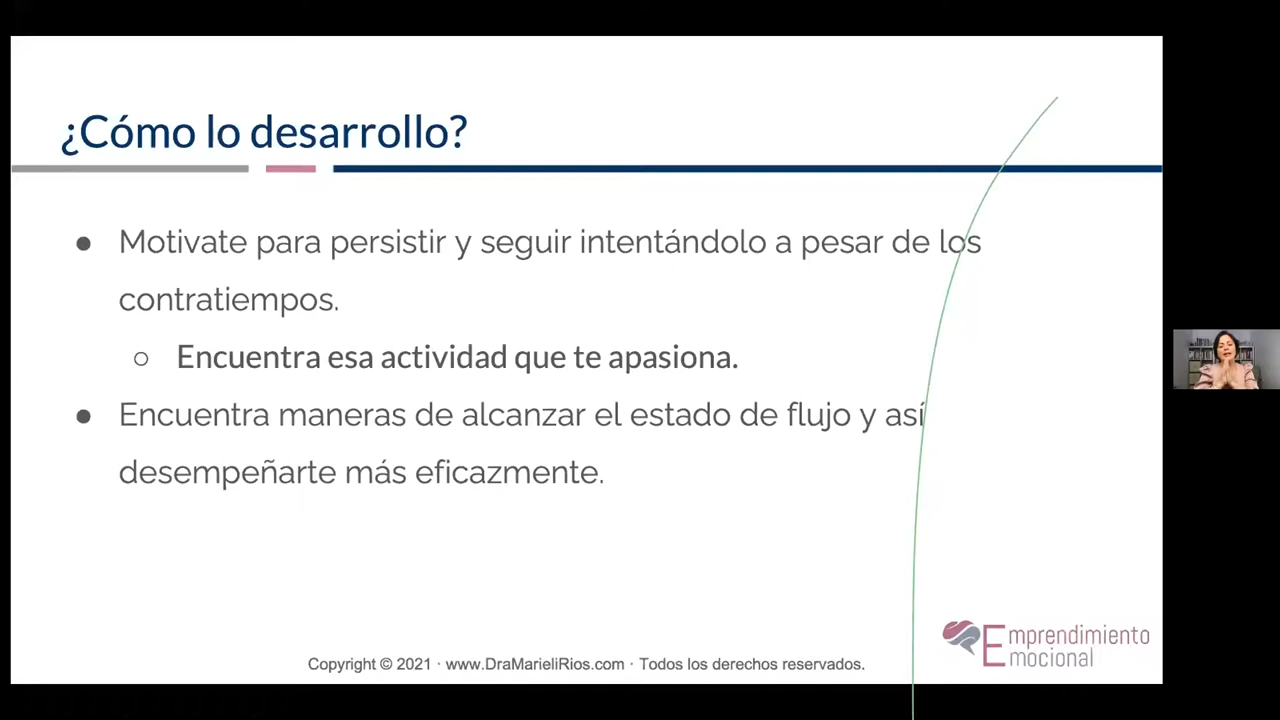 ¿Cómo lo desarrollo?
● Motivate para persistir y seguir intentándolo a pesar de los
contratiempos.
○ Encuentra esa actividad que te apasiona.
● Encuentra maneras de alcanzar el estado de flujo y así
desempeñarte más eficazmente.
Copyright © 2021 · www.DraMarieliRios.com · Todos los derechos reservados.
Emprendimiento
Emocional